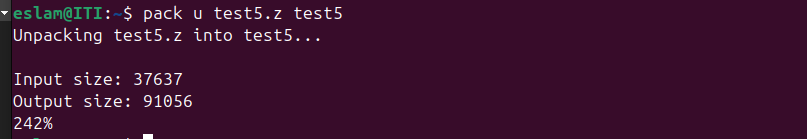 eslam@ITI:~$ pack u test5.z test5
Unpacking test5.z into test5...
Input size: 37637
Output size: 91056
242%